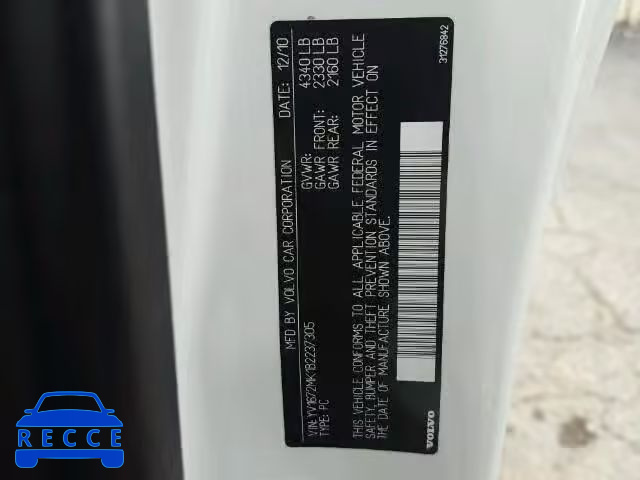 MFD BY VOLVO CAR CORPORATION DATE: 12/10
GVWR: 4340 LB
GAWR FRONT: 2330 LB
GAWR REAR: 2160 LB
VIN: YV1672MK1B2237305
TYPE: PC
THIS VEHICLE CONFORMS TO ALL APPLICABLE FEDERAL MOTOR VEHICLE
SAFETY, BUMPER AND THEFT PREVENTION STANDARDS IN EFFECT ON
THE DATE OF MANUFACTURE SHOWN ABOVE.
VOLVO
31276842
RECCE